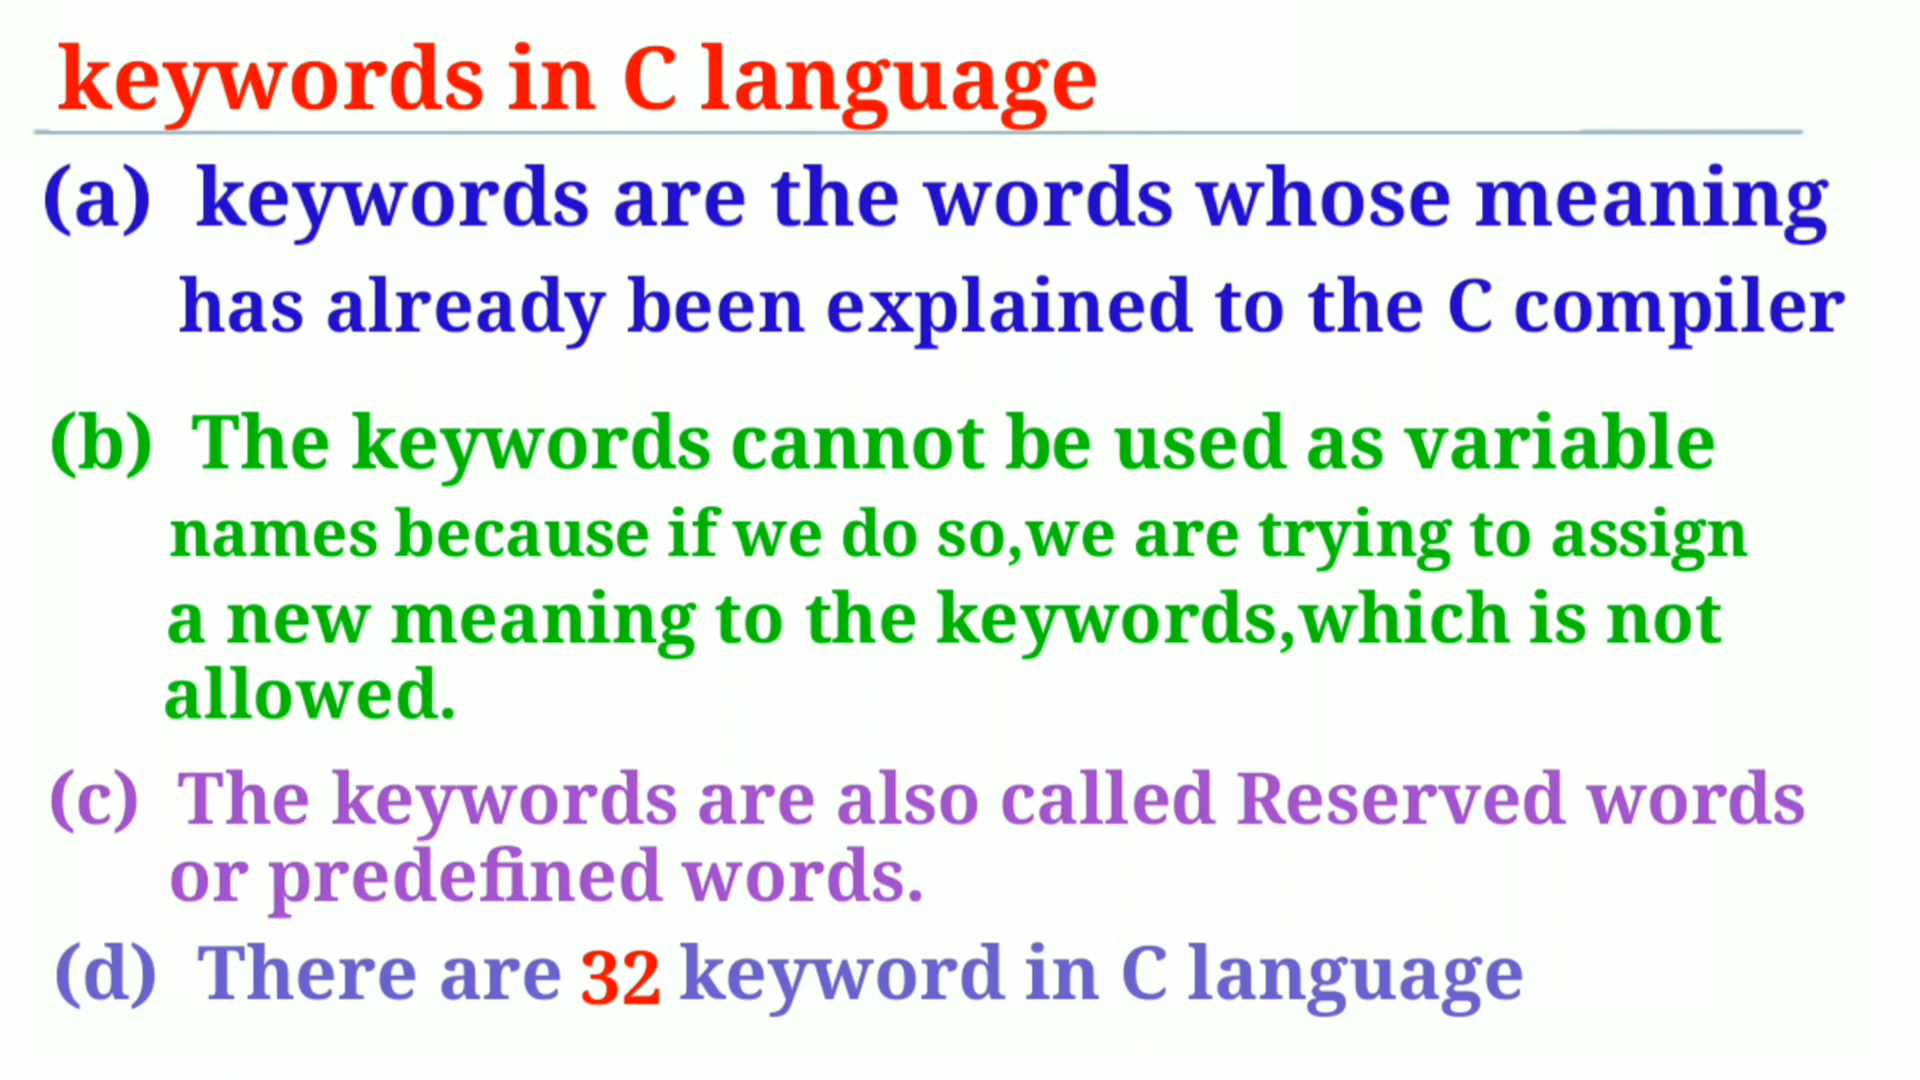 keywords in C language
(a) keywords are the words whose meaning
has already been explained to the C compiler
(b) The keywords cannot be used as variable
names because if we do so,we are trying to assign
a new meaning to the keywords,which is not
allowed.
(c) The keywords are also called Reserved words
or predefined words.
(d) There are 32 keyword in C language